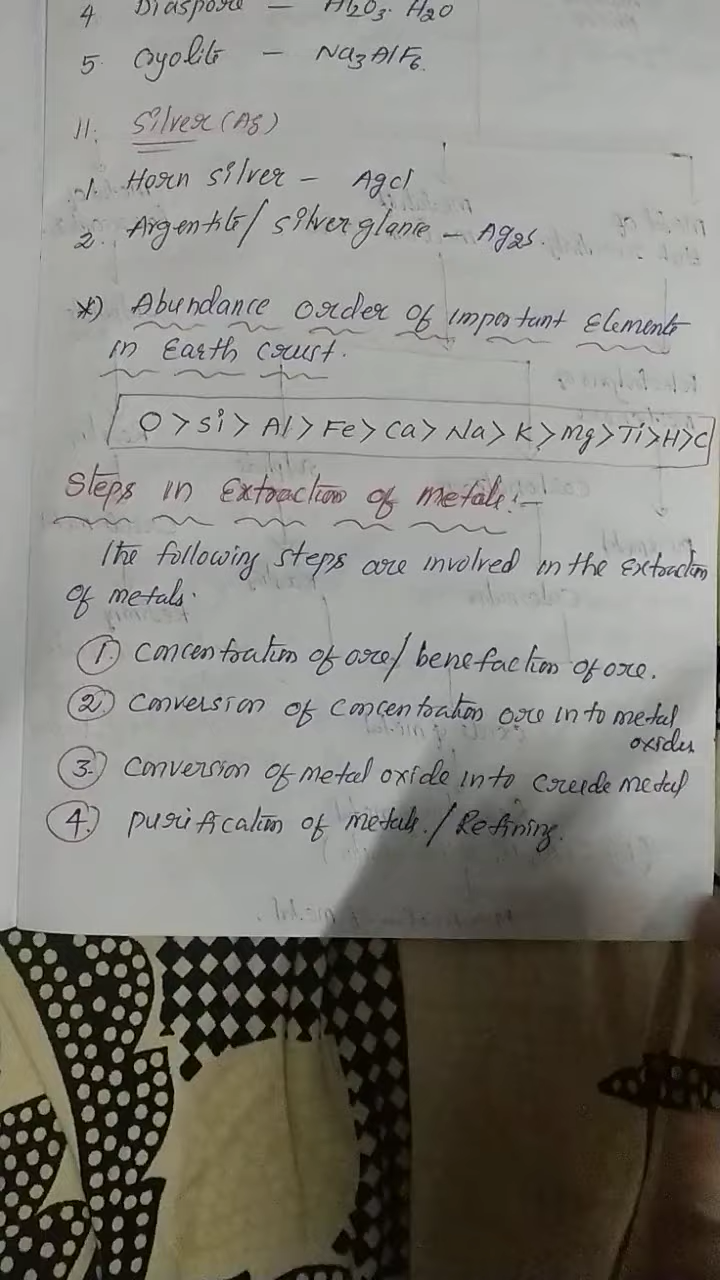 4 Diaspore — Al2O3. H2O
5. Cryolite — Na3AlF6.
11. Silver (Ag)
1. Horn silver — Agcl
2. Argentite/ silver glance — Ag2s.
*) Abundance order of important Elements
in Earth crust.
O > Si > Al > Fe > Ca > Na > K > Mg > Ti > H > C
Steps in Extraction of metals:-
The following steps are involved in the extraction
of metals.
1. concentration of ore/ benefaction of ore.
2. conversion of concentration ore in to metal
oxides
3. conversion of metal oxide into crude metal
4. purification of metals./ Refining.